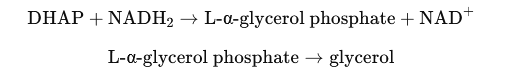 DHAP + NADH₂ → L-α-glycerol phosphate + NAD⁺
L-α-glycerol phosphate → glycerol